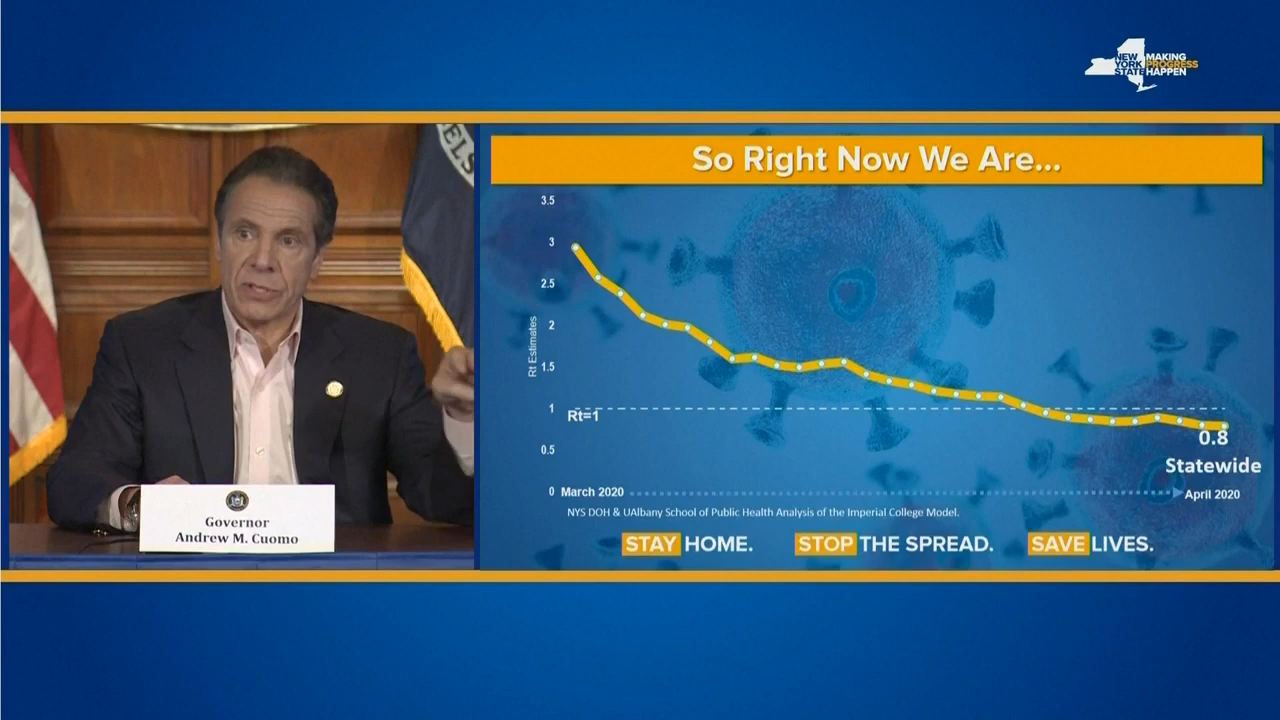 NEW YORK STATE
MAKING PROGRESS HAPPEN
ELS
So Right Now We Are...
3.5
3
2.5
2
1.5
1
0.5
0
Rt Estimates
Rt=1
0.8
Statewide
March 2020
April 2020
NYS DOH & UAlbany School of Public Health Analysis of the Imperial College Model.
STAY HOME. STOP THE SPREAD. SAVE LIVES.
Governor
Andrew M. Cuomo